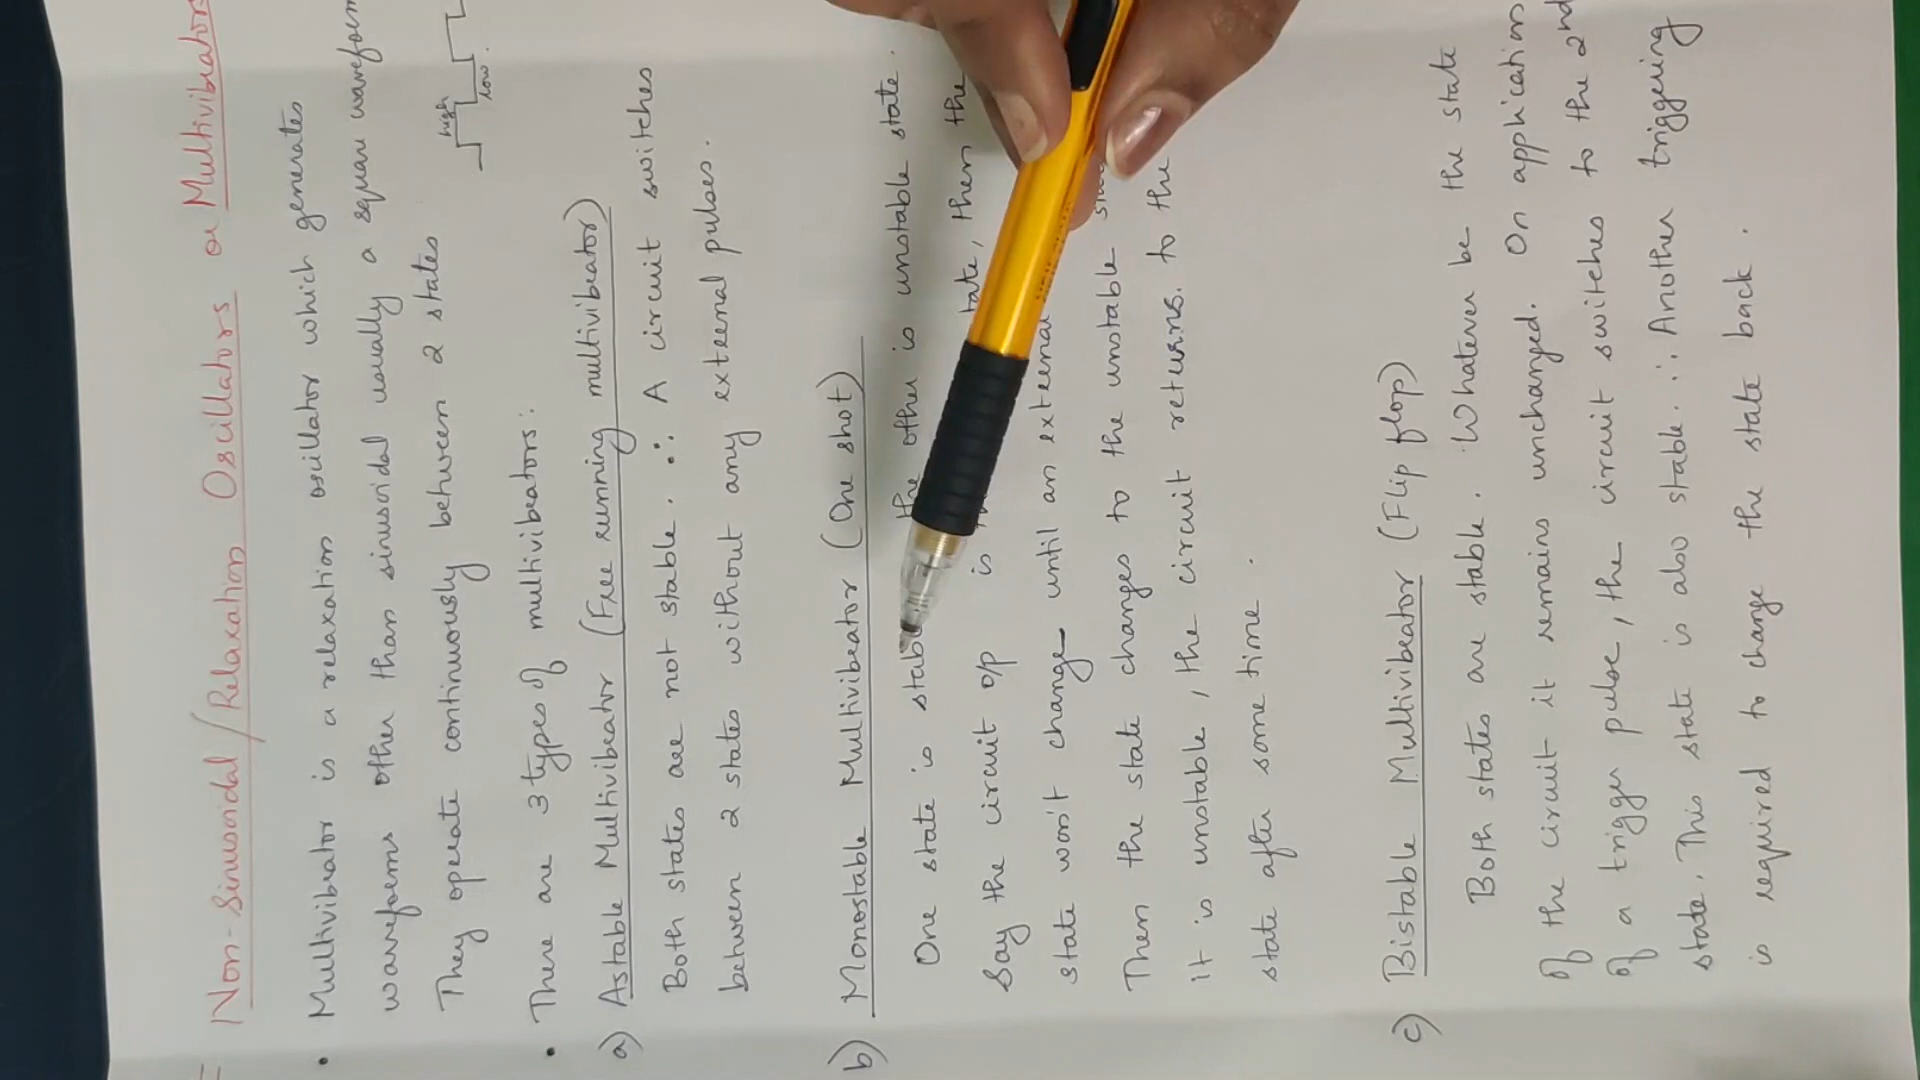 Non-Sinusoidal/Relaxation Oscillators or Multivibrators
• Multivibrator is a relaxation oscillator which generates
waveforms other than sinusoidal usually a square waveform
They operate continuously between 2 states
high
low.
• There are 3 types of multivibrators:
a) Astable Multivibrator (Free running multivibrator)
Both states are not stable. ∴ A circuit switches
between 2 states without any external pulses.
b) Monostable Multivibrator (One shot)
One state is stable the other is unstable state.
Say the circuit o/p is tate, then the
state won't change until an external
Then the state changes to the unstable
it is unstable, the circuit returns to the
state after some time.
c) Bistable Multivibrator (Flip flop)
Both states are stable. Whatever be the state
of the circuit it remains unchanged. On application
of a trigger pulse, the circuit switches to the 2nd
state. This state is also stable. ∴ Another triggering
is required to change the state back.